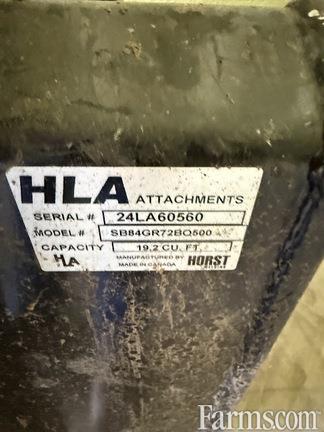 HLA ATTACHMENTS
SERIAL # 24LA60560
MODEL # SB84GR72BQ500
CAPACITY 19.2 CU. FT.
HLA MANUFACTURED BY HORST
MADE IN CANADA WELDING
Farms.com